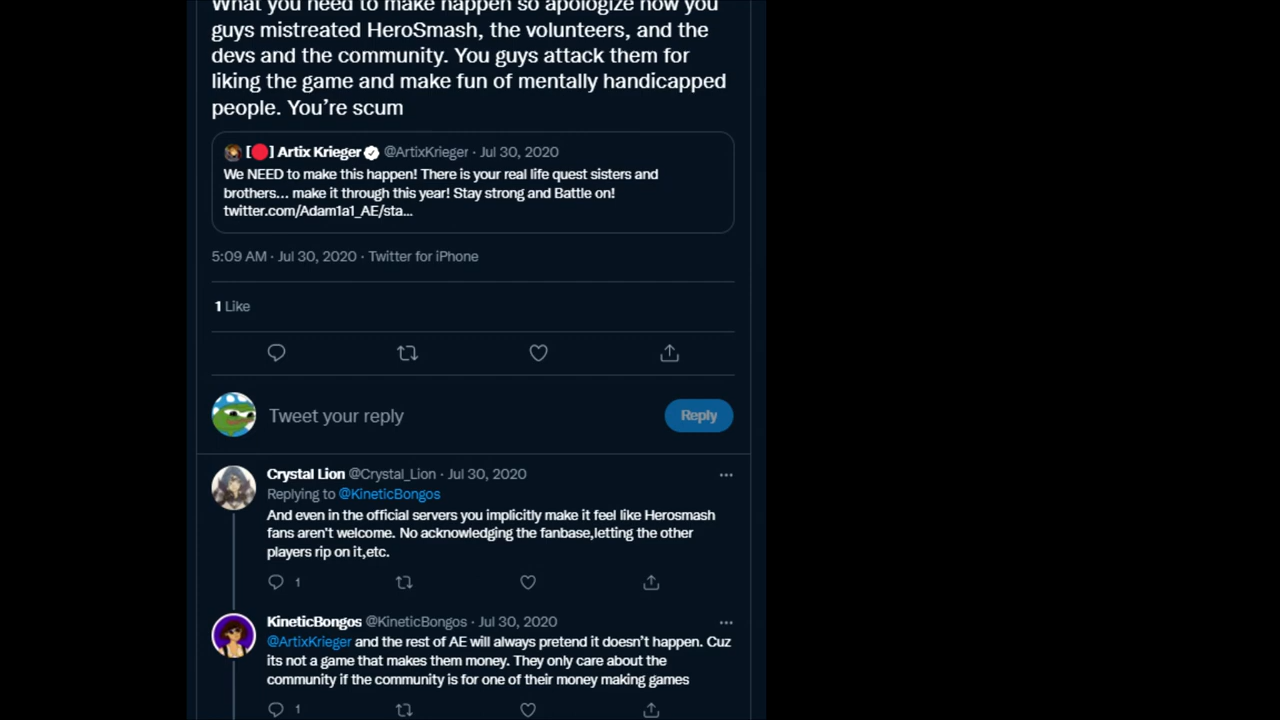 What you need to make happen so apologize how you
guys mistreated HeroSmash, the volunteers, and the
devs and the community. You guys attack them for
liking the game and make fun of mentally handicapped
people. You’re scum
[🔴] Artix Krieger @ArtixKrieger · Jul 30, 2020
We NEED to make this happen! There is your real life quest sisters and
brothers... make it through this year! Stay strong and Battle on!
twitter.com/Adam1a1_AE/sta...
5:09 AM · Jul 30, 2020 · Twitter for iPhone
1 Like
Tweet your reply
Reply
Crystal Lion @Crystal_Lion · Jul 30, 2020
Replying to @KineticBongos
And even in the official servers you implicitly make it feel like Herosmash
fans aren't welcome. No acknowledging the fanbase,letting the other
players rip on it,etc.
1
KineticBongos @KineticBongos · Jul 30, 2020
@ArtixKrieger and the rest of AE will always pretend it doesn’t happen. Cuz
its not a game that makes them money. They only care about the
community if the community is for one of their money making games
1